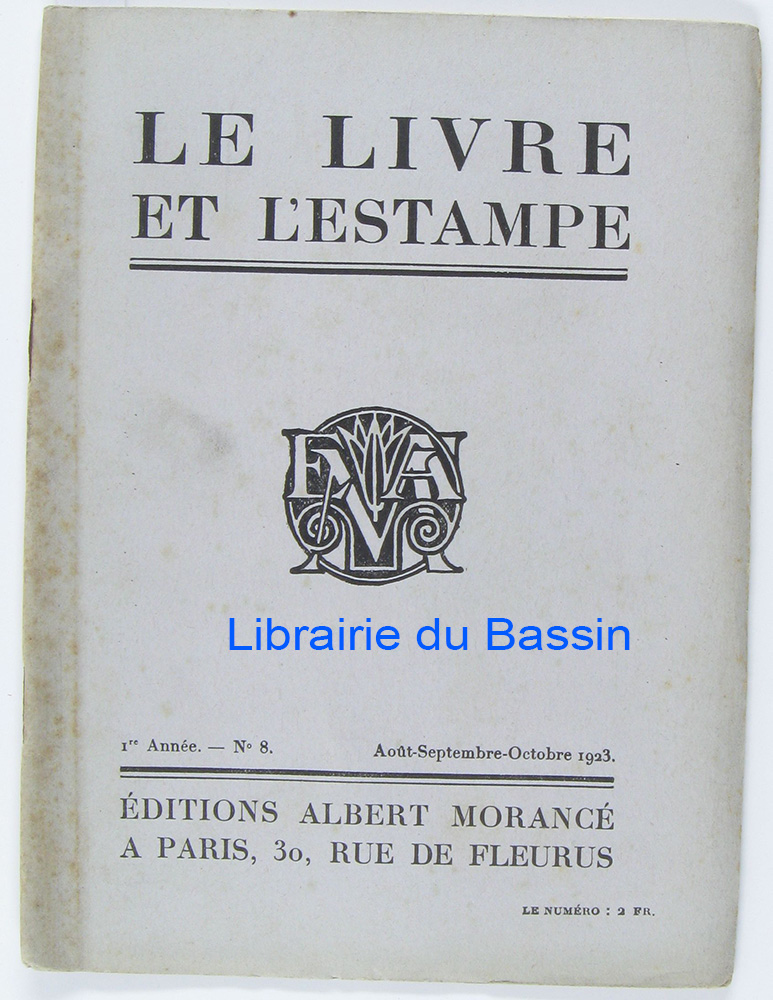 LE LIVRE
ET L'ESTAMPE
E A
M
Librairie du Bassin
1re Année. — No 8. Août-Septembre-Octobre 1923.
ÉDITIONS ALBERT MORANCÉ
A PARIS, 30, RUE DE FLEURUS
LE NUMÉRO : 2 FR.